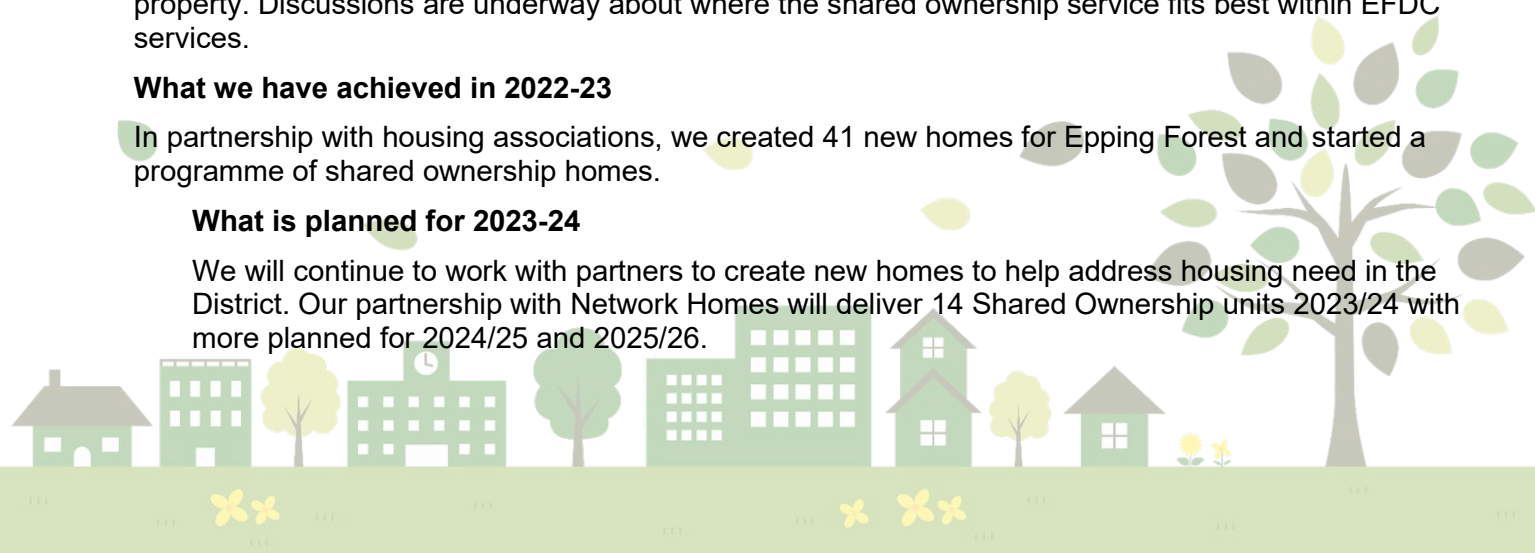 property. Discussions are underway about where the shared ownership service fits best within EFDC
services.
What we have achieved in 2022-23
In partnership with housing associations, we created 41 new homes for Epping Forest and started a
programme of shared ownership homes.
What is planned for 2023-24
We will continue to work with partners to create new homes to help address housing need in the
District. Our partnership with Network Homes will deliver 14 Shared Ownership units 2023/24 with
more planned for 2024/25 and 2025/26.